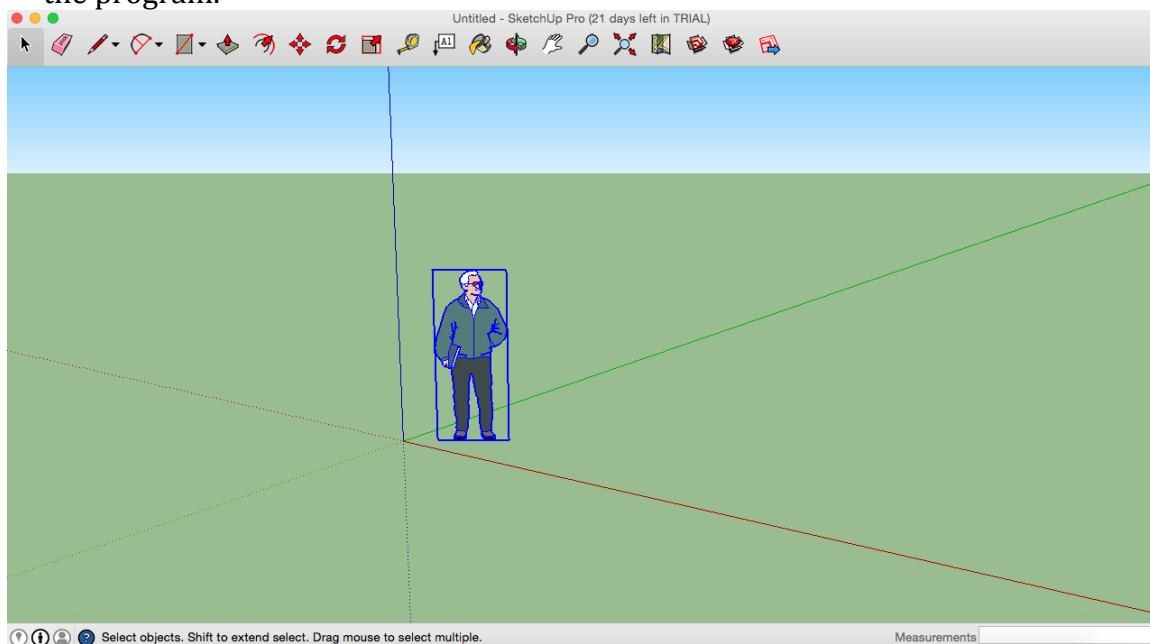 the program.
Untitled - SketchUp Pro (21 days left in TRIAL)
A1
Select objects. Shift to extend select. Drag mouse to select multiple.
Measurements